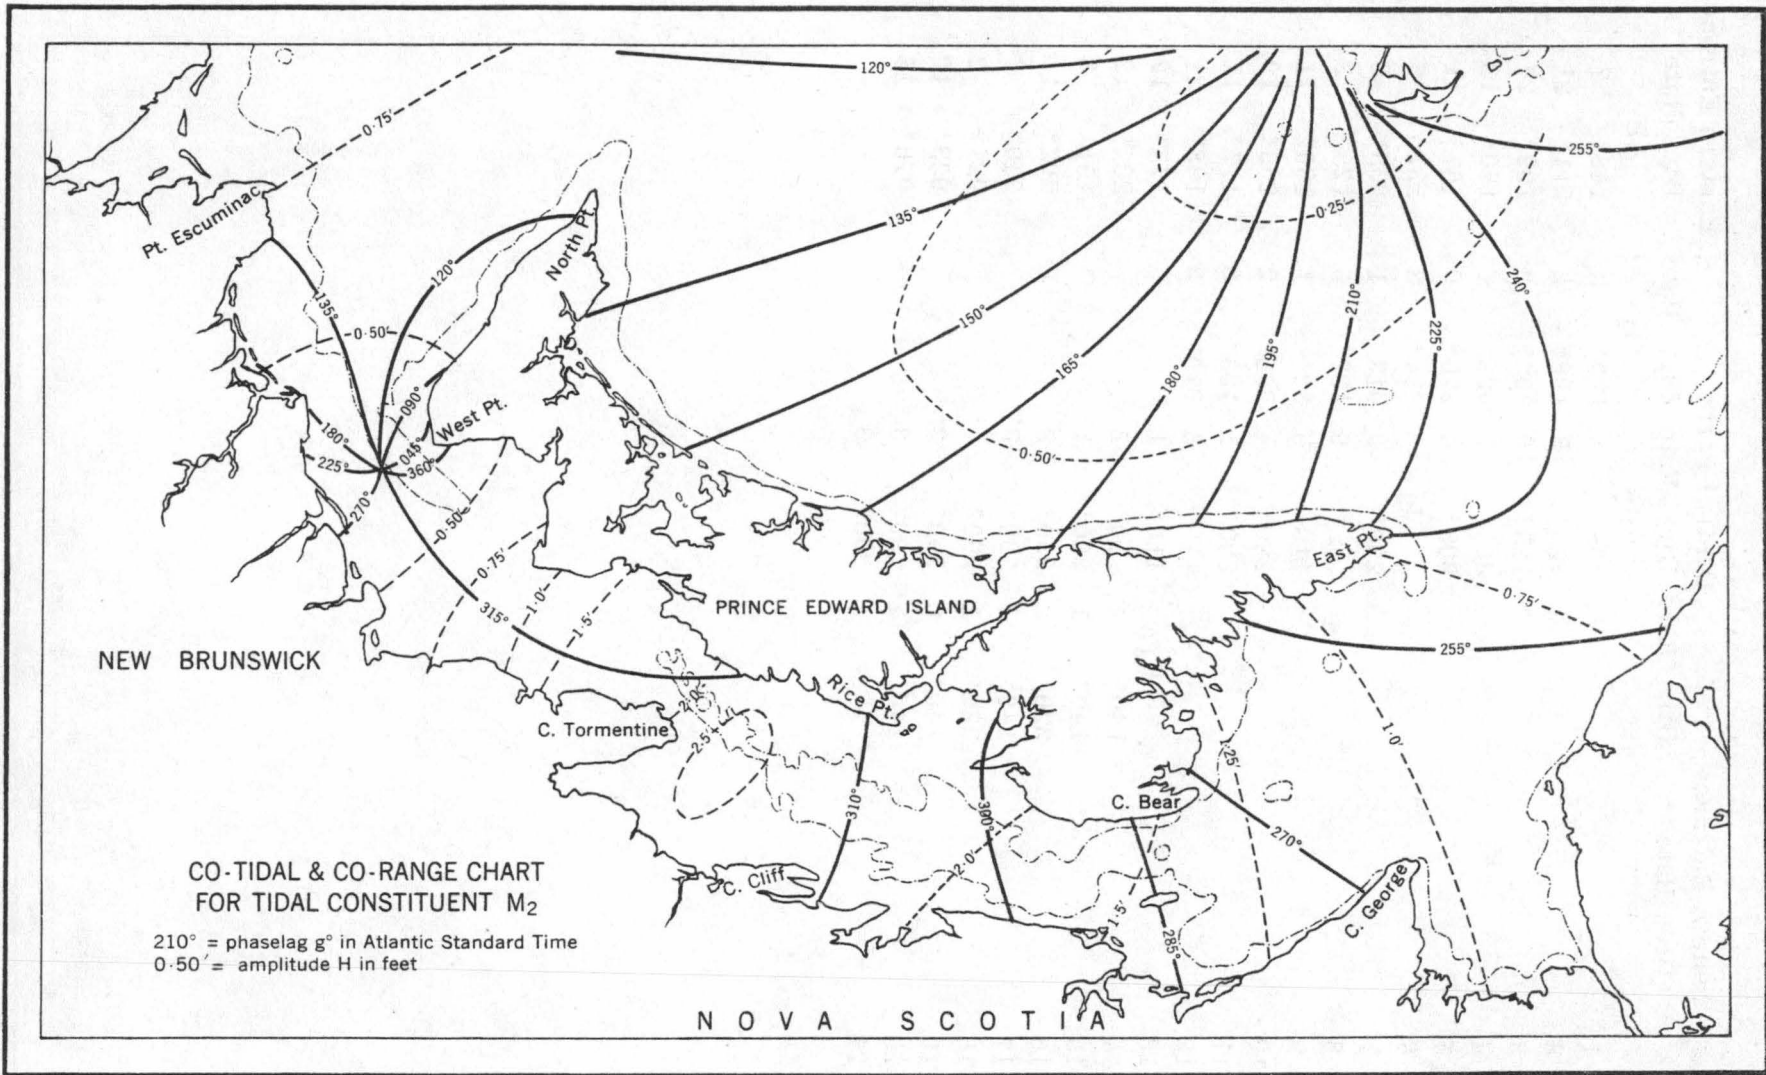 120°
0·75'
255°
Pt. Escuminac
0·25'
135°
North Pt.
120°
240°
135°
210°
150°
0·50'
225°
195°
165°
180°
090°
West Pt.
180°
045°
0·50'
225°
360°
270°
0·50'
East Pt.
0·75'
0·75'
1·0'
PRINCE EDWARD ISLAND
315°
1·5'
255°
NEW BRUNSWICK
Rice Pt.
2·0'
C. Tormentine
2·5'
1·0'
·25'
310°
300°
C. Bear
270°
CO-TIDAL & CO-RANGE CHART
FOR TIDAL CONSTITUENT M₂
C. Cliff
2·0'
C. George
1·5'
285°
210° = phaselag g° in Atlantic Standard Time
0·50' = amplitude H in feet
NOVA SCOTIA